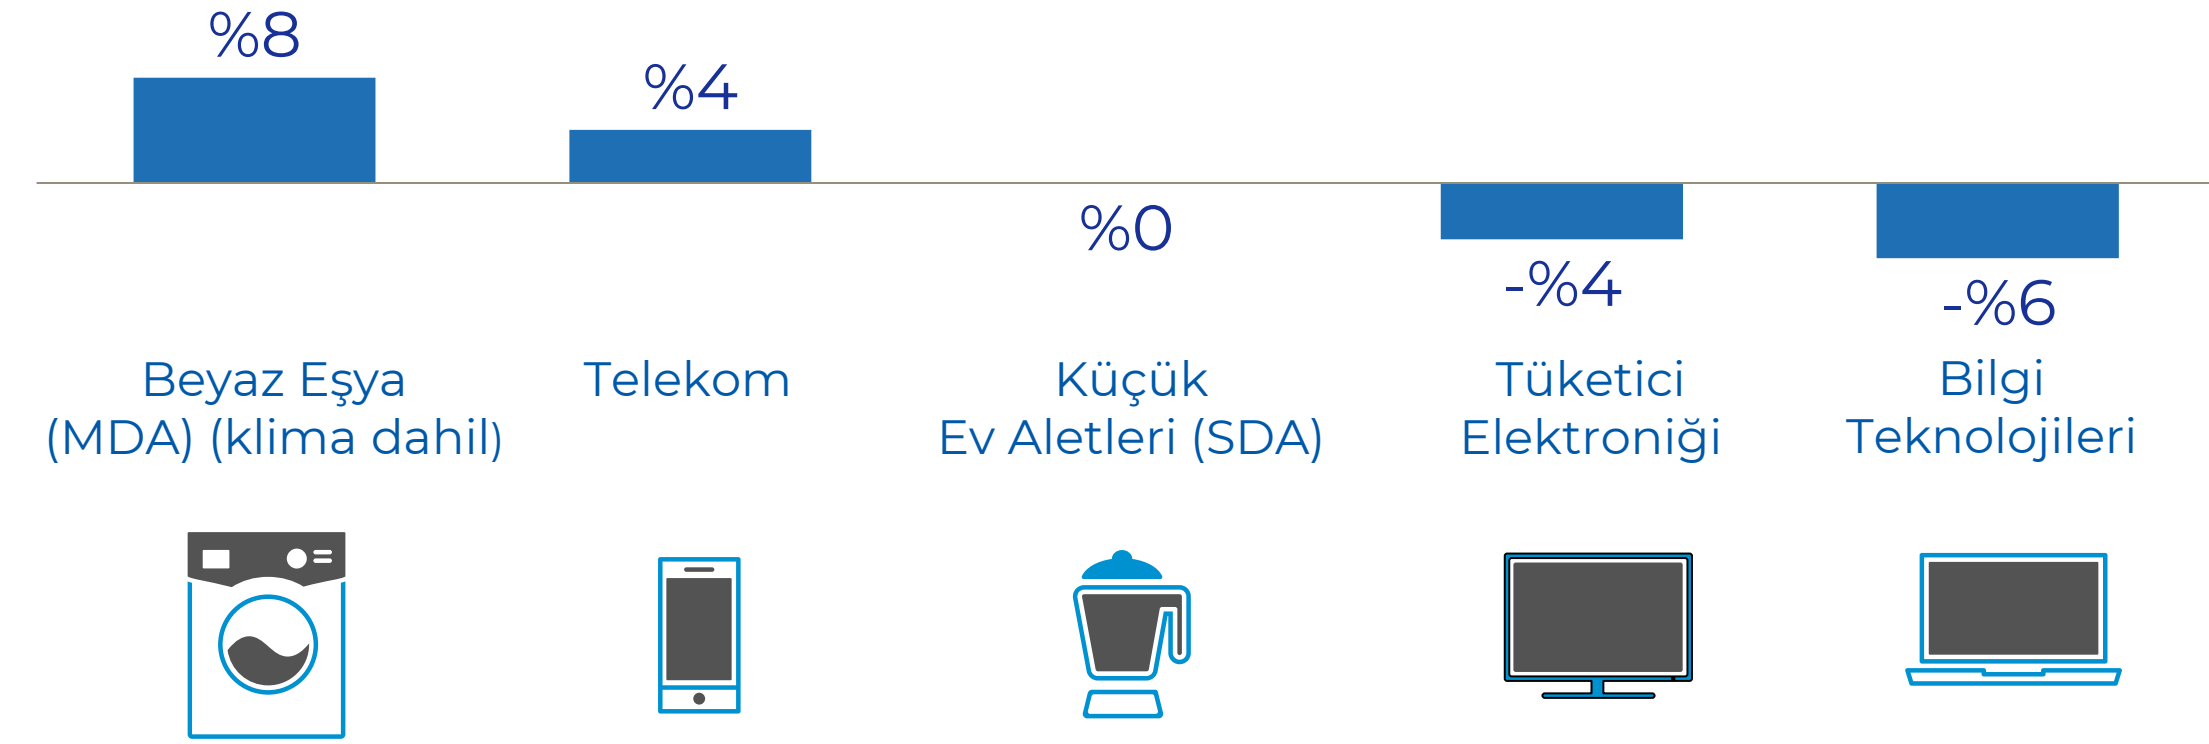 %8
%4
%0
-%4
-%6
Beyaz Eşya
(MDA) (klima dahil)
Telekom
Küçük
Ev Aletleri (SDA)
Tüketici
Elektroniği
Bilgi
Teknolojileri